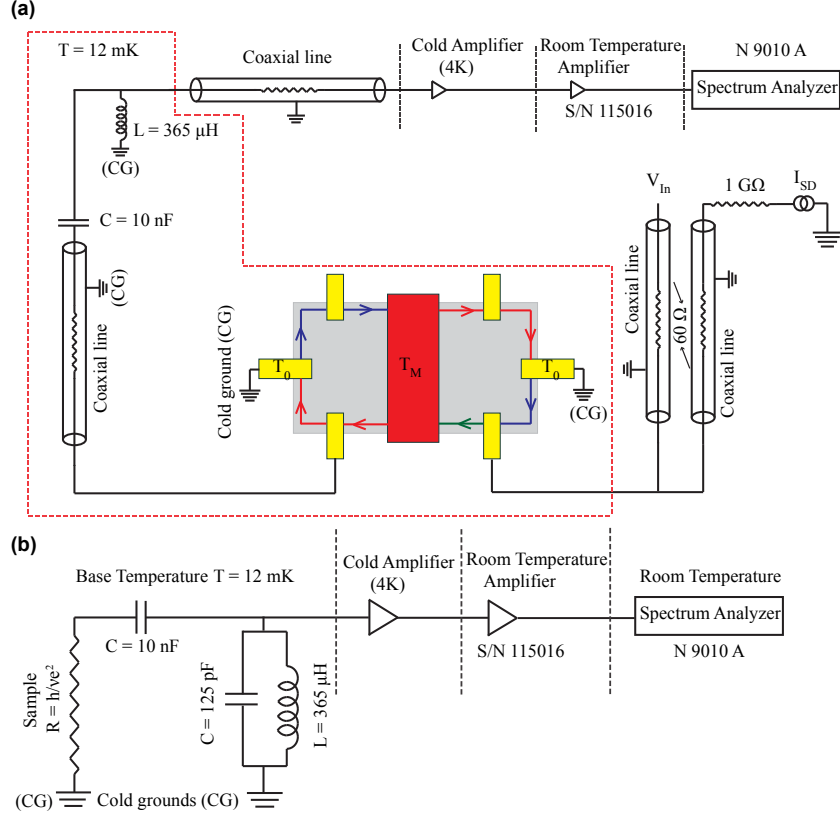 (a)
T = 12 mK
Coaxial line
Cold Amplifier
(4K)
Room Temperature
Amplifier
S/N 115016
N 9010 A
Spectrum Analyzer
L = 365 μH
(CG)
C = 10 nF
(CG)
Coaxial line
Cold ground (CG)
T0
TM
T0
(CG)
VIn
1 GΩ
ISD
Coaxial line
60 Ω
Coaxial line
(b)
Base Temperature T = 12 mK
Cold Amplifier
(4K)
Room Temperature
Amplifier
S/N 115016
Room Temperature
Spectrum Analyzer
N 9010 A
C = 10 nF
Sample
R = h/νe²
C = 125 pF
L = 365 μH
(CG)
Cold grounds (CG)